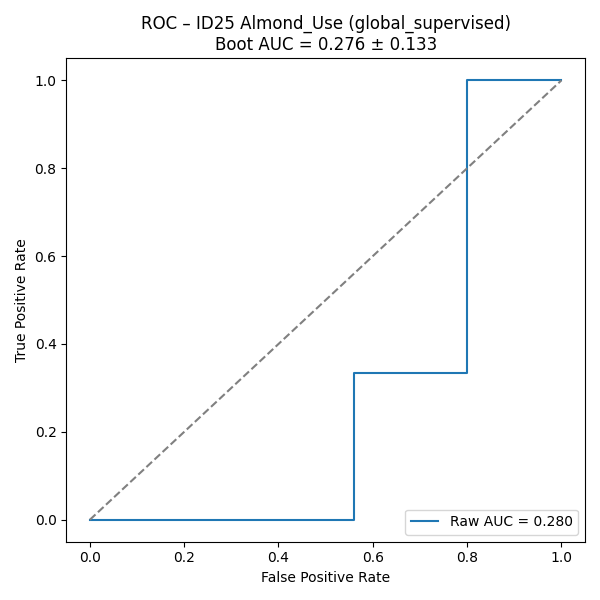 ROC – ID25 Almond_Use (global_supervised)
Boot AUC = 0.276 ± 0.133
1.0
0.8
0.6
0.4
0.2
0.0
True Positive Rate
Raw AUC = 0.280
0.0 0.2 0.4 0.6 0.8 1.0
False Positive Rate